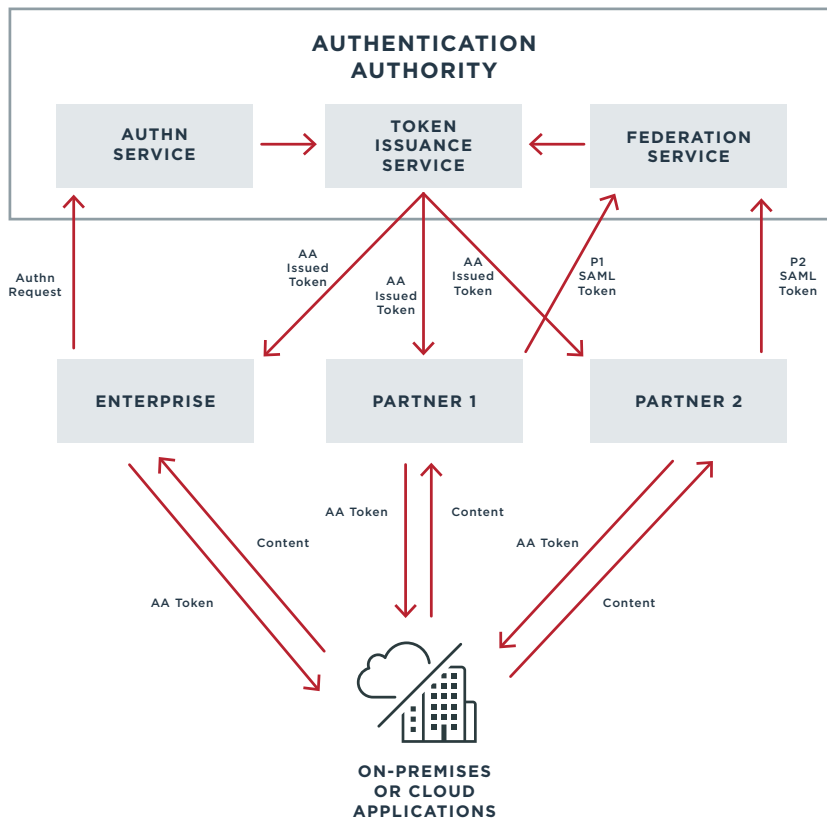 AUTHENTICATION
AUTHORITY
AUTHN
SERVICE
TOKEN
ISSUANCE
SERVICE
FEDERATION
SERVICE
Authn
Request
AA
Issued
Token
AA
Issued
Token
AA
Issued
Token
P1
SAML
Token
P2
SAML
Token
ENTERPRISE
PARTNER 1
PARTNER 2
AA Token
Content
AA Token
Content
AA Token
Content
ON-PREMISES
OR CLOUD
APPLICATIONS